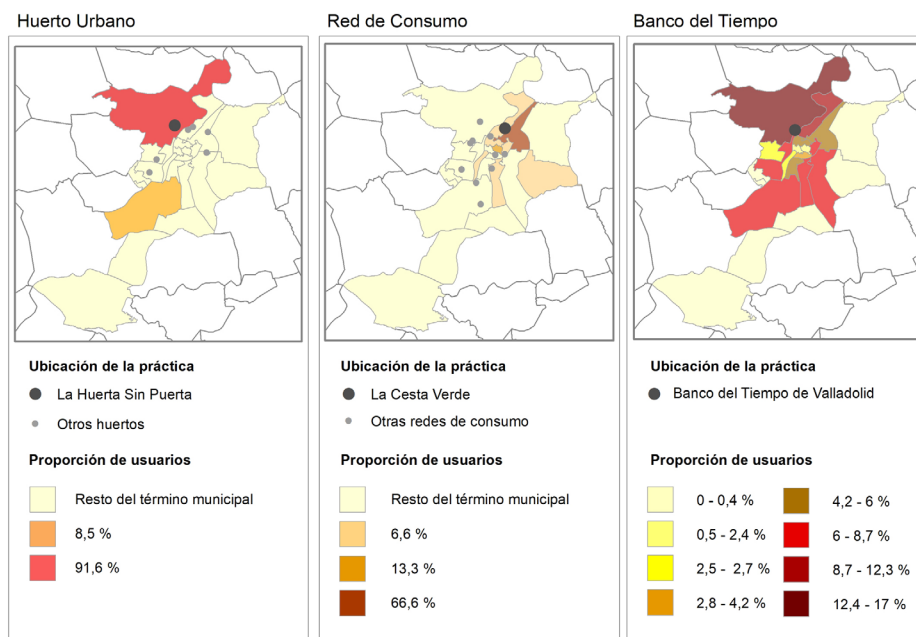 Huerto Urbano
Ubicación de la práctica
La Huerta Sin Puerta
Otros huertos
Proporción de usuarios
Resto del término municipal
8,5 %
91,6 %
Red de Consumo
Ubicación de la práctica
La Cesta Verde
Otras redes de consumo
Proporción de usuarios
Resto del término municipal
6,6 %
13,3 %
66,6 %
Banco del Tiempo
Ubicación de la práctica
Banco del Tiempo de Valladolid
Proporción de usuarios
0 - 0,4 %
0,5 - 2,4 %
2,5 - 2,7 %
2,8 - 4,2 %
4,2 - 6 %
6 - 8,7 %
8,7 - 12,3 %
12,4 - 17 %